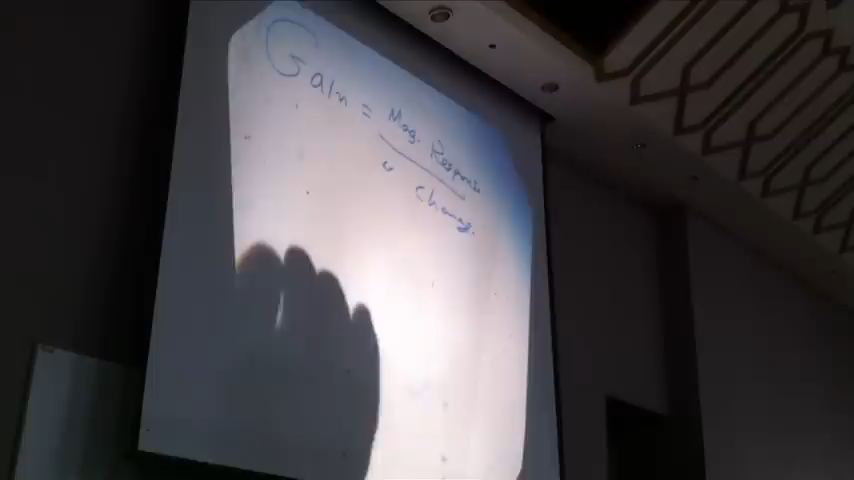 Gain = Mag. Response
" Change.